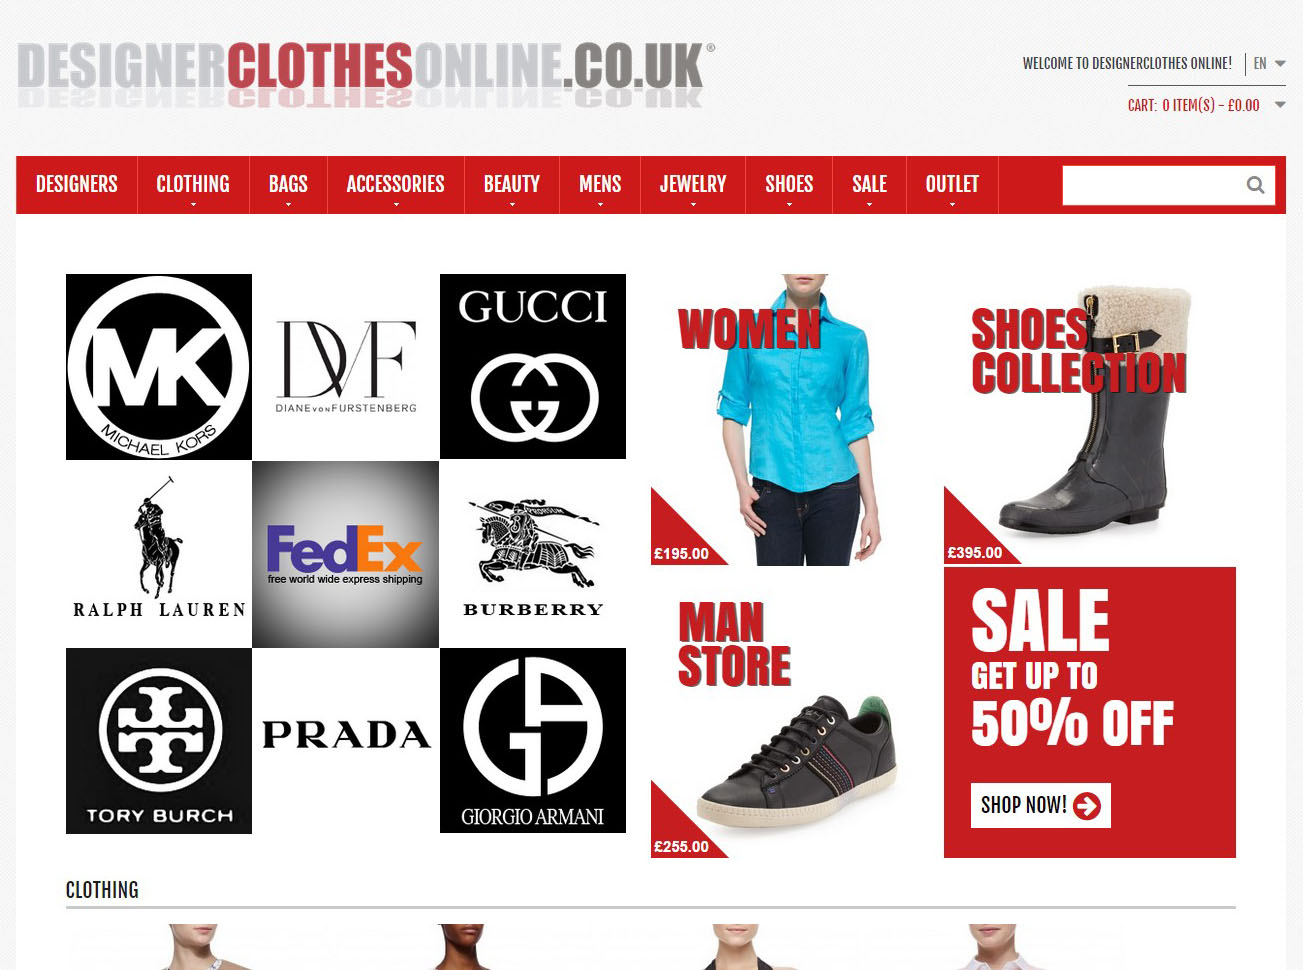 DESIGNERCLOTHESONLINE.CO.UK®
WELCOME TO DESIGNERCLOTHES ONLINE!
EN
CART: 0 ITEM(S) - £0.00
DESIGNERS
CLOTHING
BAGS
ACCESSORIES
BEAUTY
MENS
JEWELRY
SHOES
SALE
OUTLET
MK
MICHAEL KORS
DVF
DIANE VON FURSTENBERG
GUCCI
GG
RALPH LAUREN
FedEx
free world wide express shipping
PRORSUM
BURBERRY
TORY BURCH
PRADA
GA
GIORGIO ARMANI
WOMEN
£195.00
SHOES
COLLECTION
£395.00
MAN
STORE
£255.00
SALE
GET UP TO
50% OFF
SHOP NOW!
CLOTHING